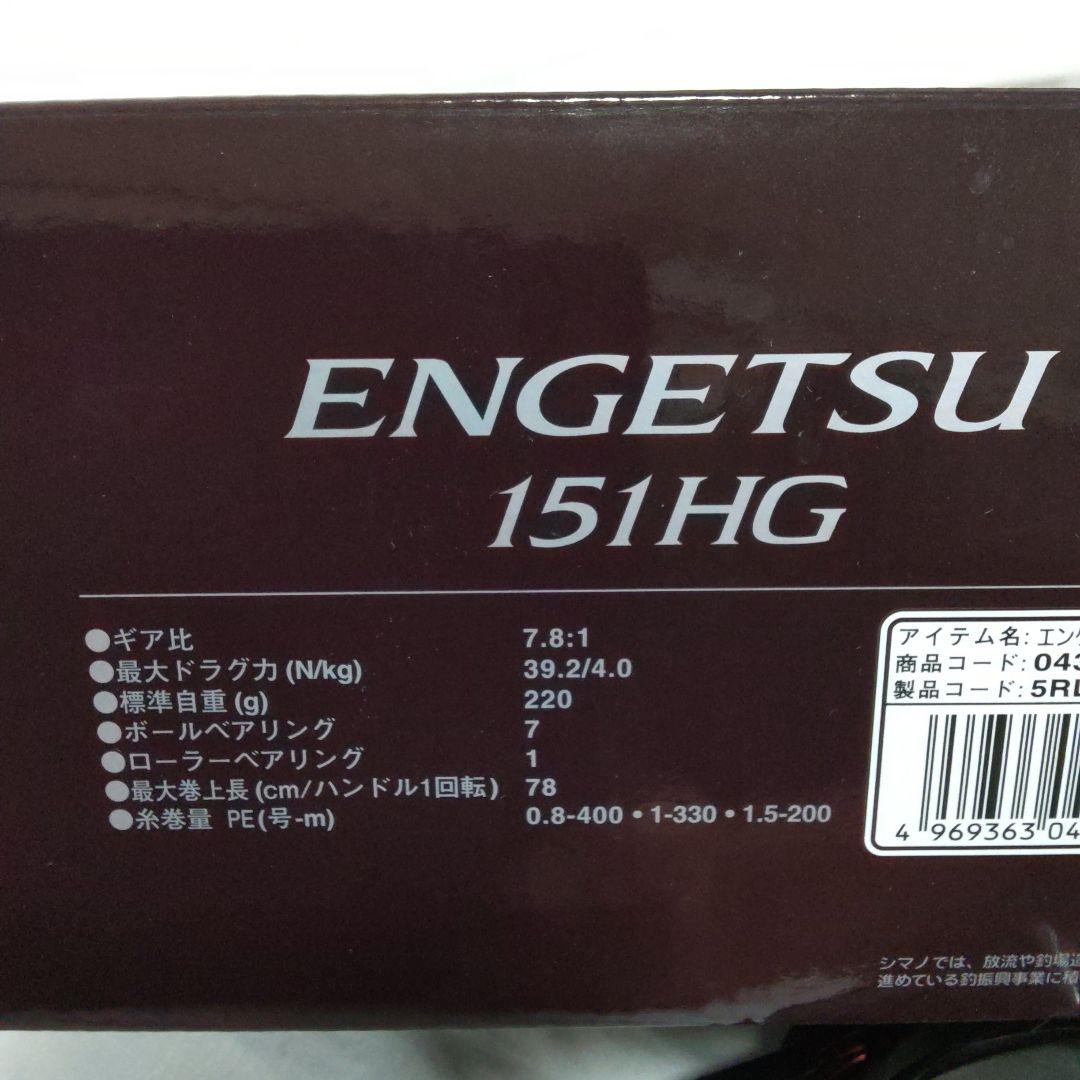 ENGETSU
151HG
●ギア比 7.8:1
●最大ドラグ力(N/kg) 39.2/4.0
●標準自重(g) 220
●ボールベアリング 7
●ローラーベアリング 1
●最大巻上長(cm/ハンドル1回転) 78
●糸巻量 PE(号-m) 0.8-400・1-330・1.5-200
アイテム名:エン
商品コード:043
製品コード:5RL
4 969363 04
シマノでは、放流や釣場造
進めている釣振興事業に積